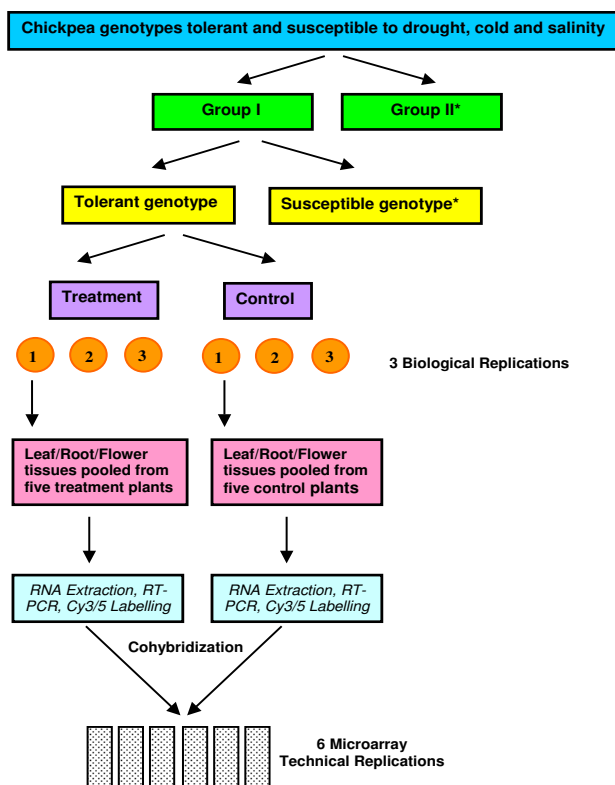 Chickpea genotypes tolerant and susceptible to drought, cold and salinity
Group I
Group II*
Tolerant genotype
Susceptible genotype*
Treatment
Control
1 2 3
1 2 3
3 Biological Replications
Leaf/Root/Flower
tissues pooled from
five treatment plants
Leaf/Root/Flower
tissues pooled from
five control plants
RNA Extraction, RT-
PCR, Cy3/5 Labelling
RNA Extraction, RT-
PCR, Cy3/5 Labelling
Cohybridization
6 Microarray
Technical Replications